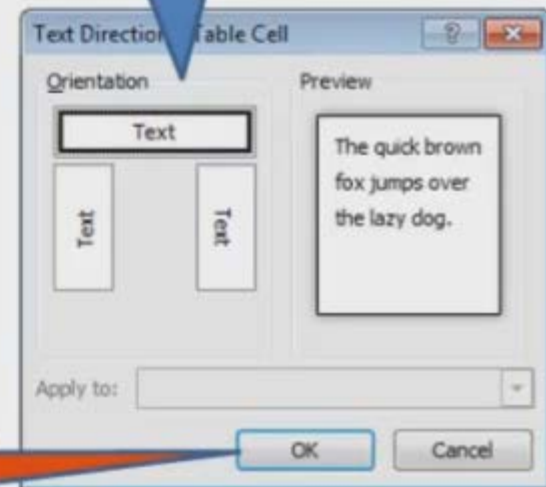 Text Direction Table Cell
Orientation
Preview
Text
Text
Text
The quick brown
fox jumps over
the lazy dog.
Apply to:
OK
Cancel